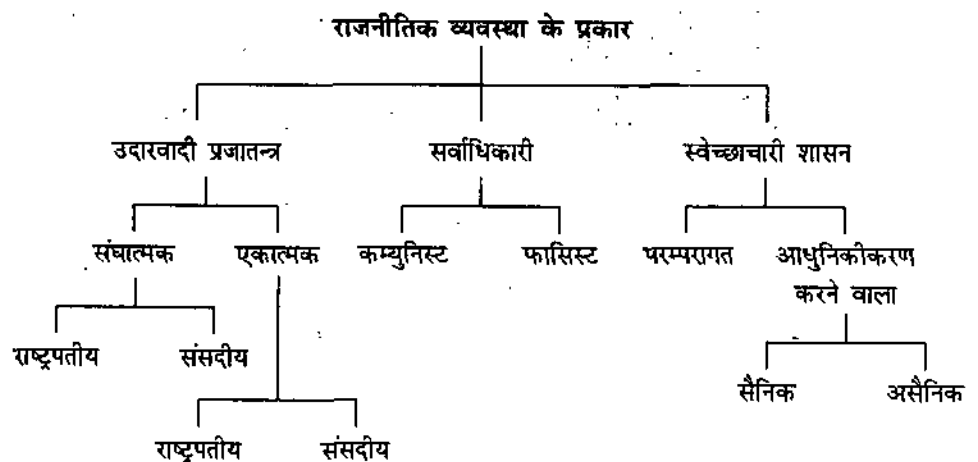 राजनीतिक व्यवस्था के प्रकार
उदारवादी प्रजातन्त्र सर्वाधिकारी स्वेच्छाचारी शासन
संघात्मक एकात्मक कम्युनिस्ट फासिस्ट परम्परागत आधुनिकीकरण
करने वाला
राष्ट्रपतीय संसदीय
सैनिक असैनिक
राष्ट्रपतीय संसदीय